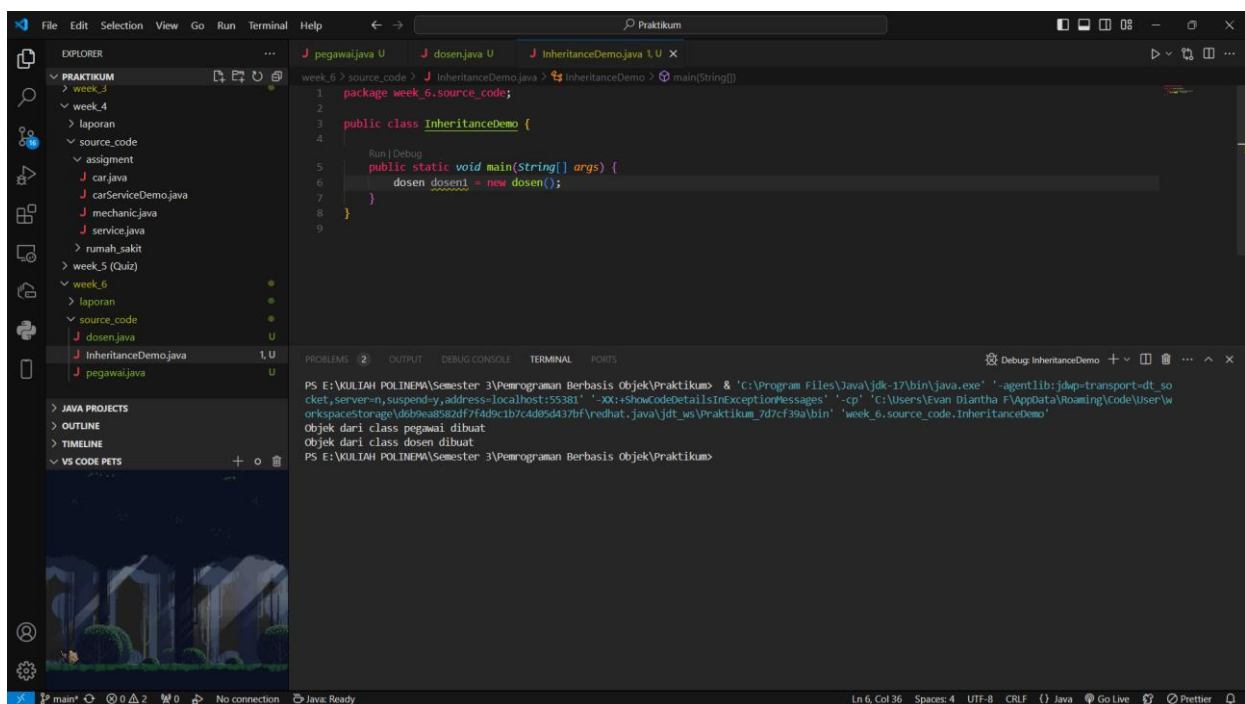 File Edit Selection View Go Run Terminal Help
Praktikum
EXPLORER
PRAKTIKUM
week_3
week_4
laporan
source_code
assigment
car.java
carServiceDemo.java
mechanic.java
service.java
rumah_sakit
week_5 (Quiz)
week_6
laporan
source_code
dosen.java U
InheritanceDemo.java 1, U
pegawai.java U
JAVA PROJECTS
OUTLINE
TIMELINE
VS CODE PETS
16
pegawai.java U dosen.java U InheritanceDemo.java 1, U
week_6 > source_code > InheritanceDemo.java > InheritanceDemo > main(String[])
1 package week_6.source_code;
2
3 public class InheritanceDemo {
4
Run | Debug
5 public static void main(String[] args) {
6 dosen dosen1 = new dosen();
7 }
8 }
9
PROBLEMS 2 OUTPUT DEBUG CONSOLE TERMINAL PORTS
Debug: InheritanceDemo
PS E:\KULIAH POLINEMA\Semester 3\Pemrograman Berbasis Objek\Praktikum> & 'C:\Program Files\Java\jdk-17\bin\java.exe' '-agentlib:jdwp=transport=dt_so
cket,server=n,suspend=y,address=localhost:55381' '-XX:+ShowCodeDetailsInExceptionMessages' '-cp' 'C:\Users\Evan Diantha F\AppData\Roaming\Code\User\w
orkspaceStorage\d6b9ea8582df7f4d9c1b7c4d05d437bf\redhat.java\jdt_ws\Praktikum_7d7cf39a\bin' 'week_6.source_code.InheritanceDemo'
Objek dari class pegawai dibuat
Objek dari class dosen dibuat
PS E:\KULIAH POLINEMA\Semester 3\Pemrograman Berbasis Objek\Praktikum>
main* 0 2 0 No connection Java: Ready
Ln 6, Col 36 Spaces: 4 UTF-8 CRLF {} Java Go Live Prettier